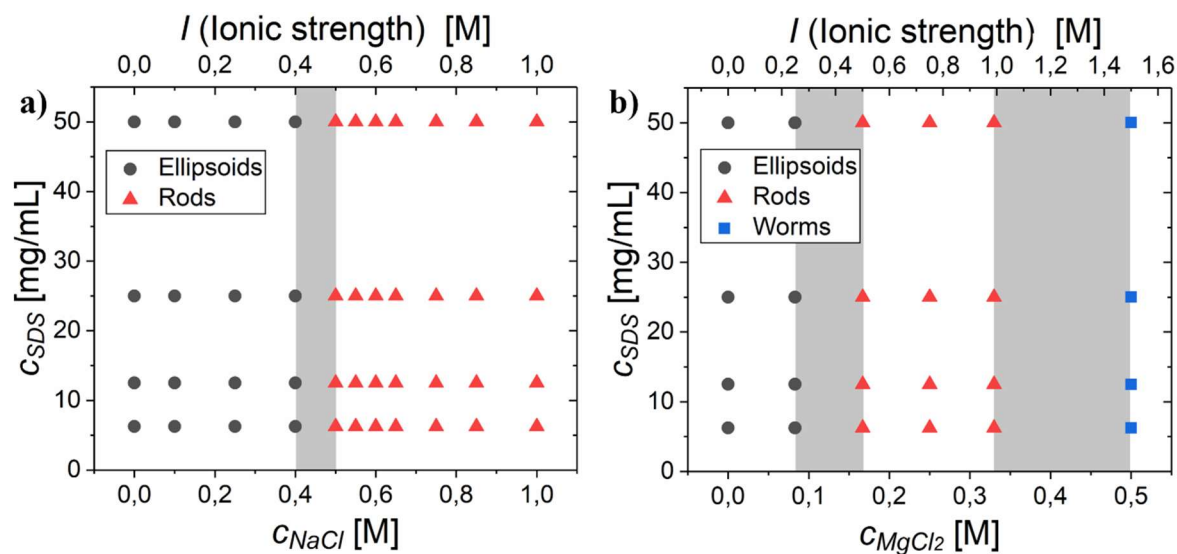 I (Ionic strength) [M]
0,0 0,2 0,4 0,6 0,8 1,0
a)
50
40
30
20
10
0
Ellipsoids
Rods
cSDS [mg/mL]
0,0 0,2 0,4 0,6 0,8 1,0
cNaCl [M]
I (Ionic strength) [M]
0,0 0,2 0,4 0,6 0,8 1,0 1,2 1,4 1,6
b)
50
40
30
20
10
0
Ellipsoids
Rods
Worms
cSDS [mg/mL]
0,0 0,1 0,2 0,3 0,4 0,5
cMgCl2 [M]